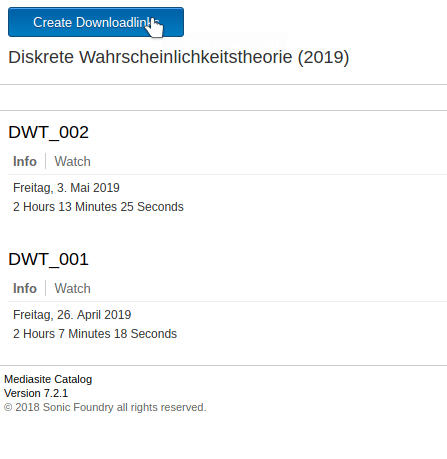 Create Downloadlinks
Diskrete Wahrscheinlichkeitstheorie (2019)
DWT_002
Info Watch
Freitag, 3. Mai 2019
2 Hours 13 Minutes 25 Seconds
DWT_001
Info Watch
Freitag, 26. April 2019
2 Hours 7 Minutes 18 Seconds
Mediasite Catalog
Version 7.2.1
© 2018 Sonic Foundry all rights reserved.